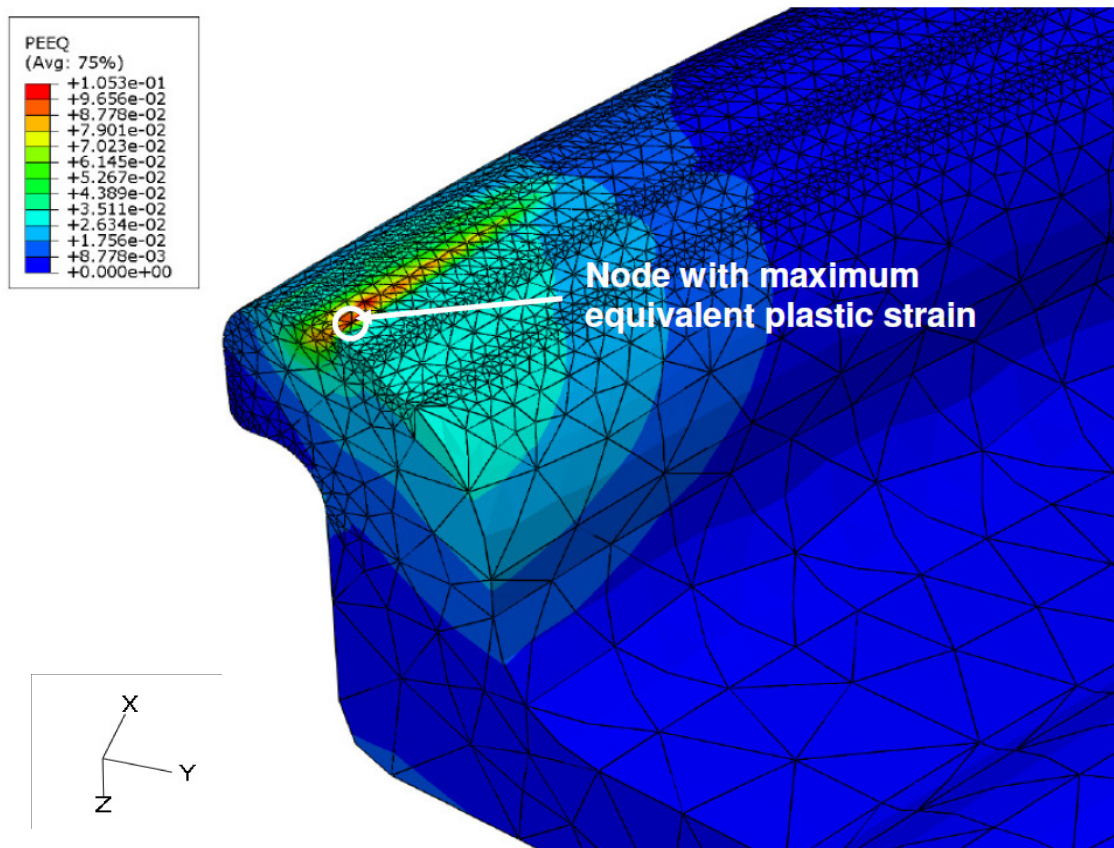 PEEQ
(Avg: 75%)
+1.053e-01
+9.656e-02
+8.778e-02
+7.901e-02
+7.023e-02
+6.145e-02
+5.267e-02
+4.389e-02
+3.511e-02
+2.634e-02
+1.756e-02
+8.778e-03
+0.000e+00
Node with maximum
equivalent plastic strain
X
Y
Z